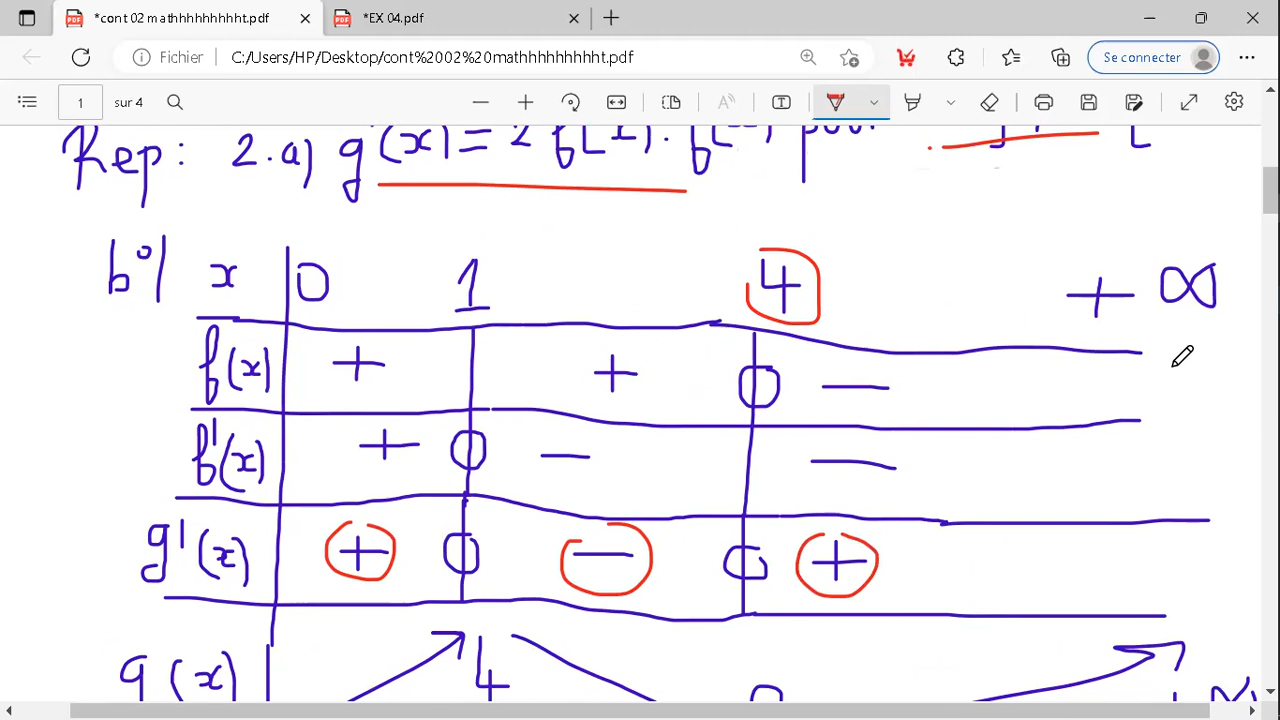 *cont 02 mathhhhhhhhht.pdf
*EX 04.pdf
Fichier
C:/Users/HP/Desktop/cont%2002%20mathhhhhhhhht.pdf
Se connecter
1
sur 4
Rep: 2.a) g'(x) = 2 f(x). f'(x) pour
b°/ x 0 1 4 +∞
f(x) + + 0 −
f'(x) + 0 − −
g'(x) + 0 − 0 +
g(x) 4